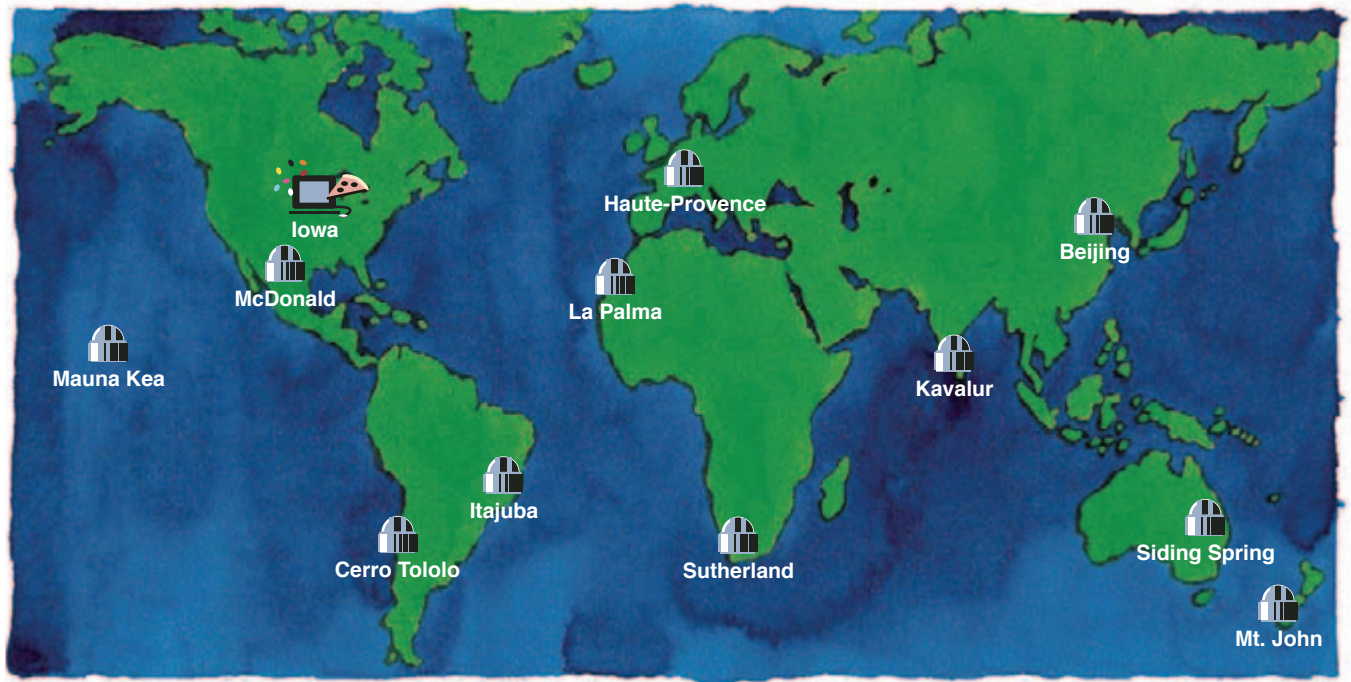 Iowa
Haute-Provence
Beijing
McDonald
La Palma
Mauna Kea
Kavalur
Itajuba
Cerro Tololo
Sutherland
Siding Spring
Mt. John